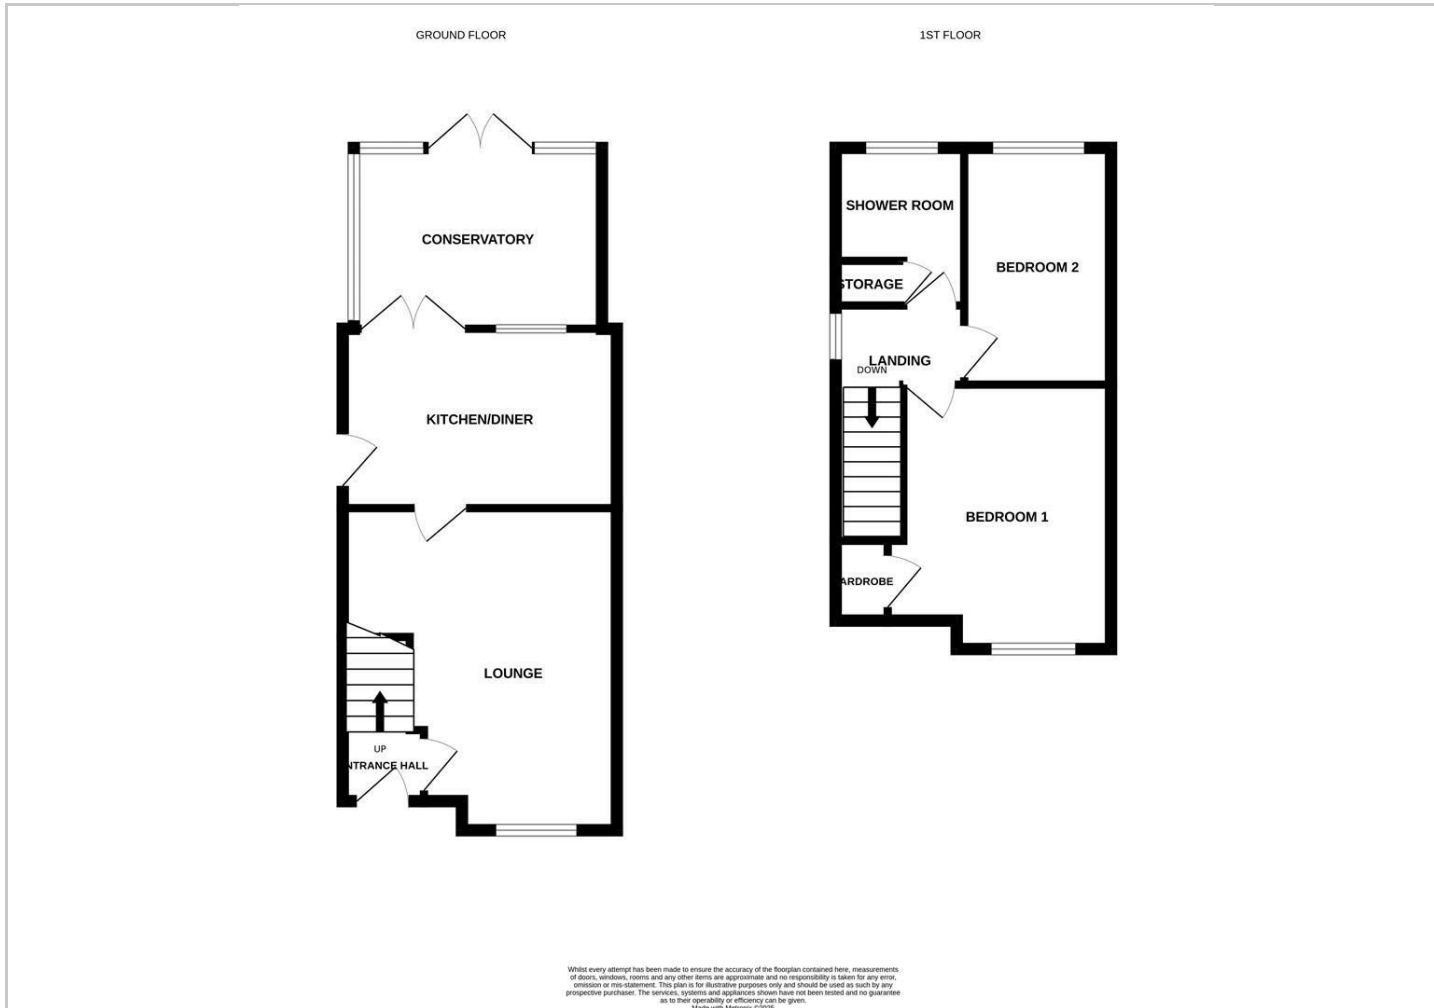 GROUND FLOOR
1ST FLOOR
CONSERVATORY
KITCHEN/DINER
LOUNGE
UP
NTRANCE HALL
SHOWER ROOM
STORAGE
BEDROOM 2
LANDING
DOWN
BEDROOM 1
ARDROBE
Whilst every attempt has been made to ensure the accuracy of the floorplan contained here, measurements
of doors, windows, rooms and any other items are approximate and no responsibility is taken for any error,
omission or mis-statement. This plan is for illustrative purposes only and should be used as such by any
prospective purchaser. The services, systems and appliances shown have not been tested and no guarantee
as to their operability or efficiency can be given.
Made with Metropix ©2025